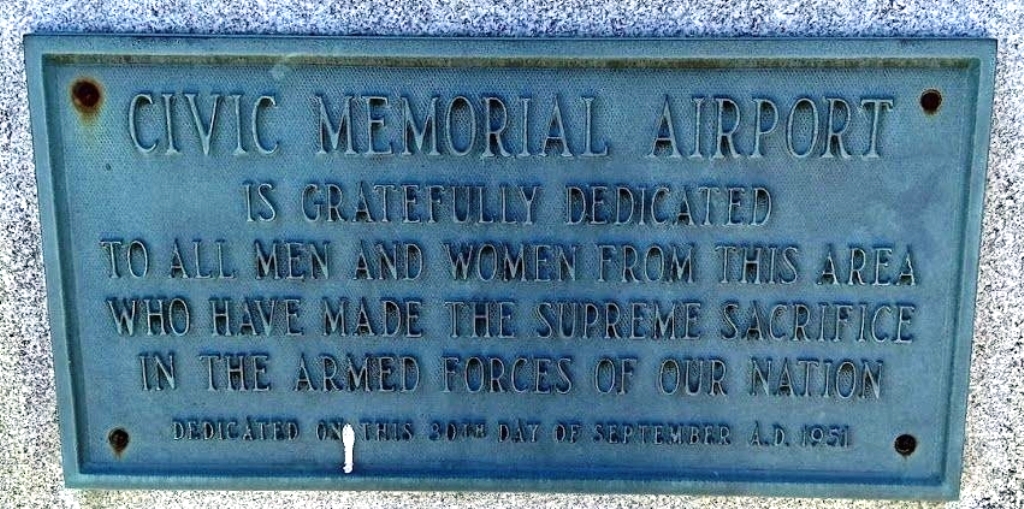 CIVIC MEMORIAL AIRPORT
IS GRATEFULLY DEDICATED
TO ALL MEN AND WOMEN FROM THIS AREA
WHO HAVE MADE THE SUPREME SACRIFICE
IN THE ARMED FORCES OF OUR NATION
DEDICATED ON THIS 30TH DAY OF SEPTEMBER A.D. 1951